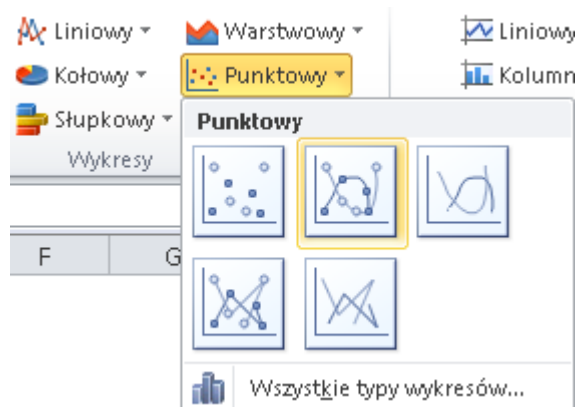 Liniowy Warstwowy Liniowy
Kołowy Punktowy Kolumn
Słupkowy Punktowy
Wykresy
F G
Wszystkie typy wykresów...